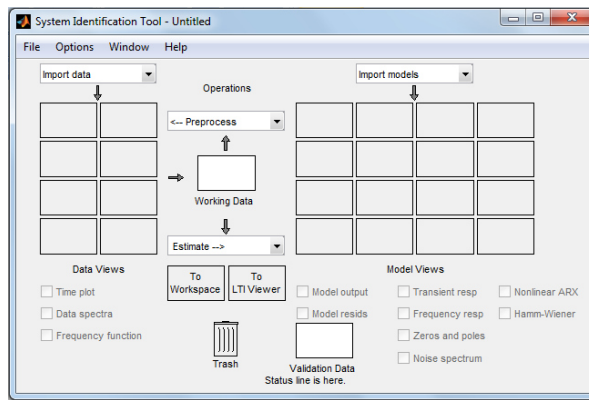 System Identification Tool - Untitled
File Options Window Help
Import data
Operations
Import models
<-- Preprocess
Working Data
Estimate -->
Data Views
Time plot
Data spectra
Frequency function
To Workspace
To LTI Viewer
Trash
Model Views
Model output
Model resids
Transient resp
Frequency resp
Zeros and poles
Noise spectrum
Nonlinear ARX
Hamm-Wiener
Validation Data
Status line is here.